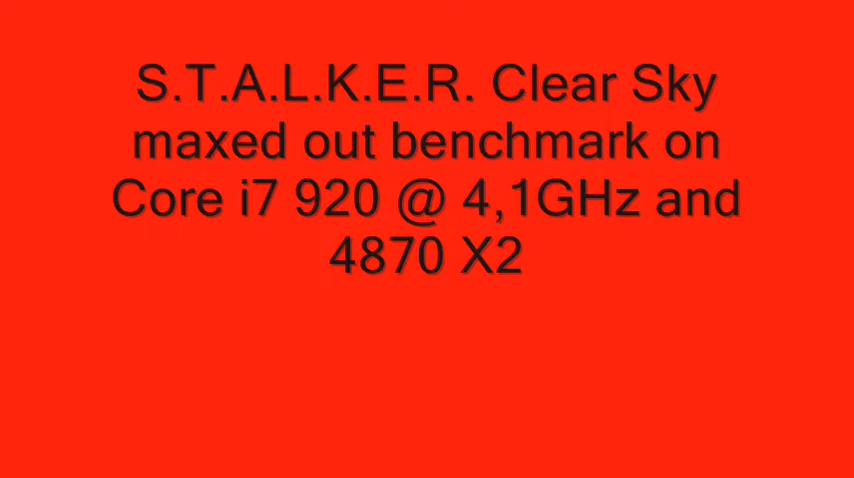 S.T.A.L.K.E.R. Clear Sky
maxed out benchmark on
Core i7 920 @ 4,1GHz and
4870 X2